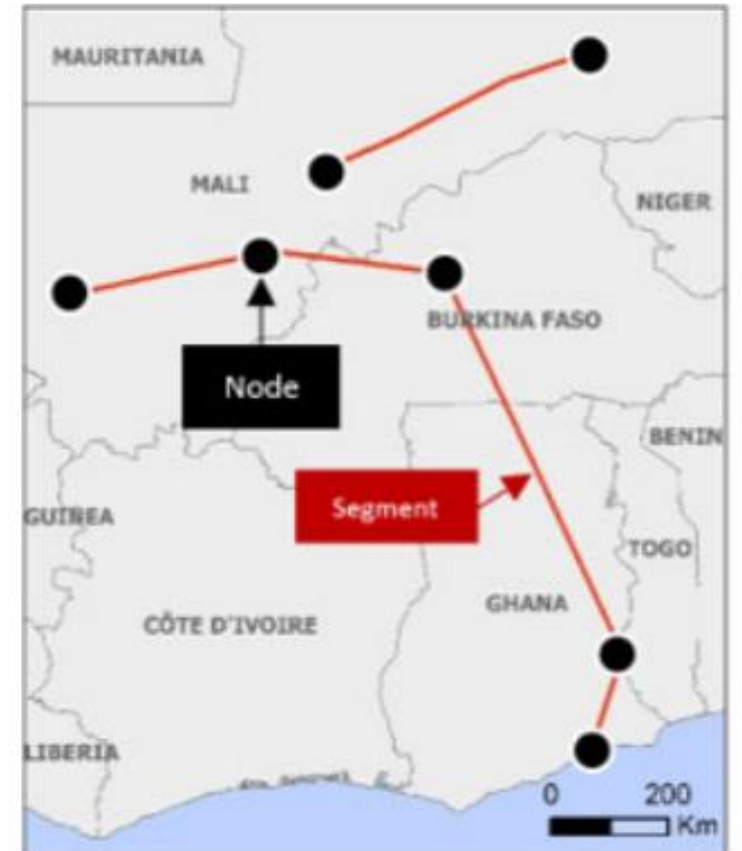 MAURITANIA
MALI
NIGER
BURKINA FASO
Node
BENIN
Segment
GUINEA
TOGO
GHANA
CÔTE D'IVOIRE
LIBERIA
0 200
Km